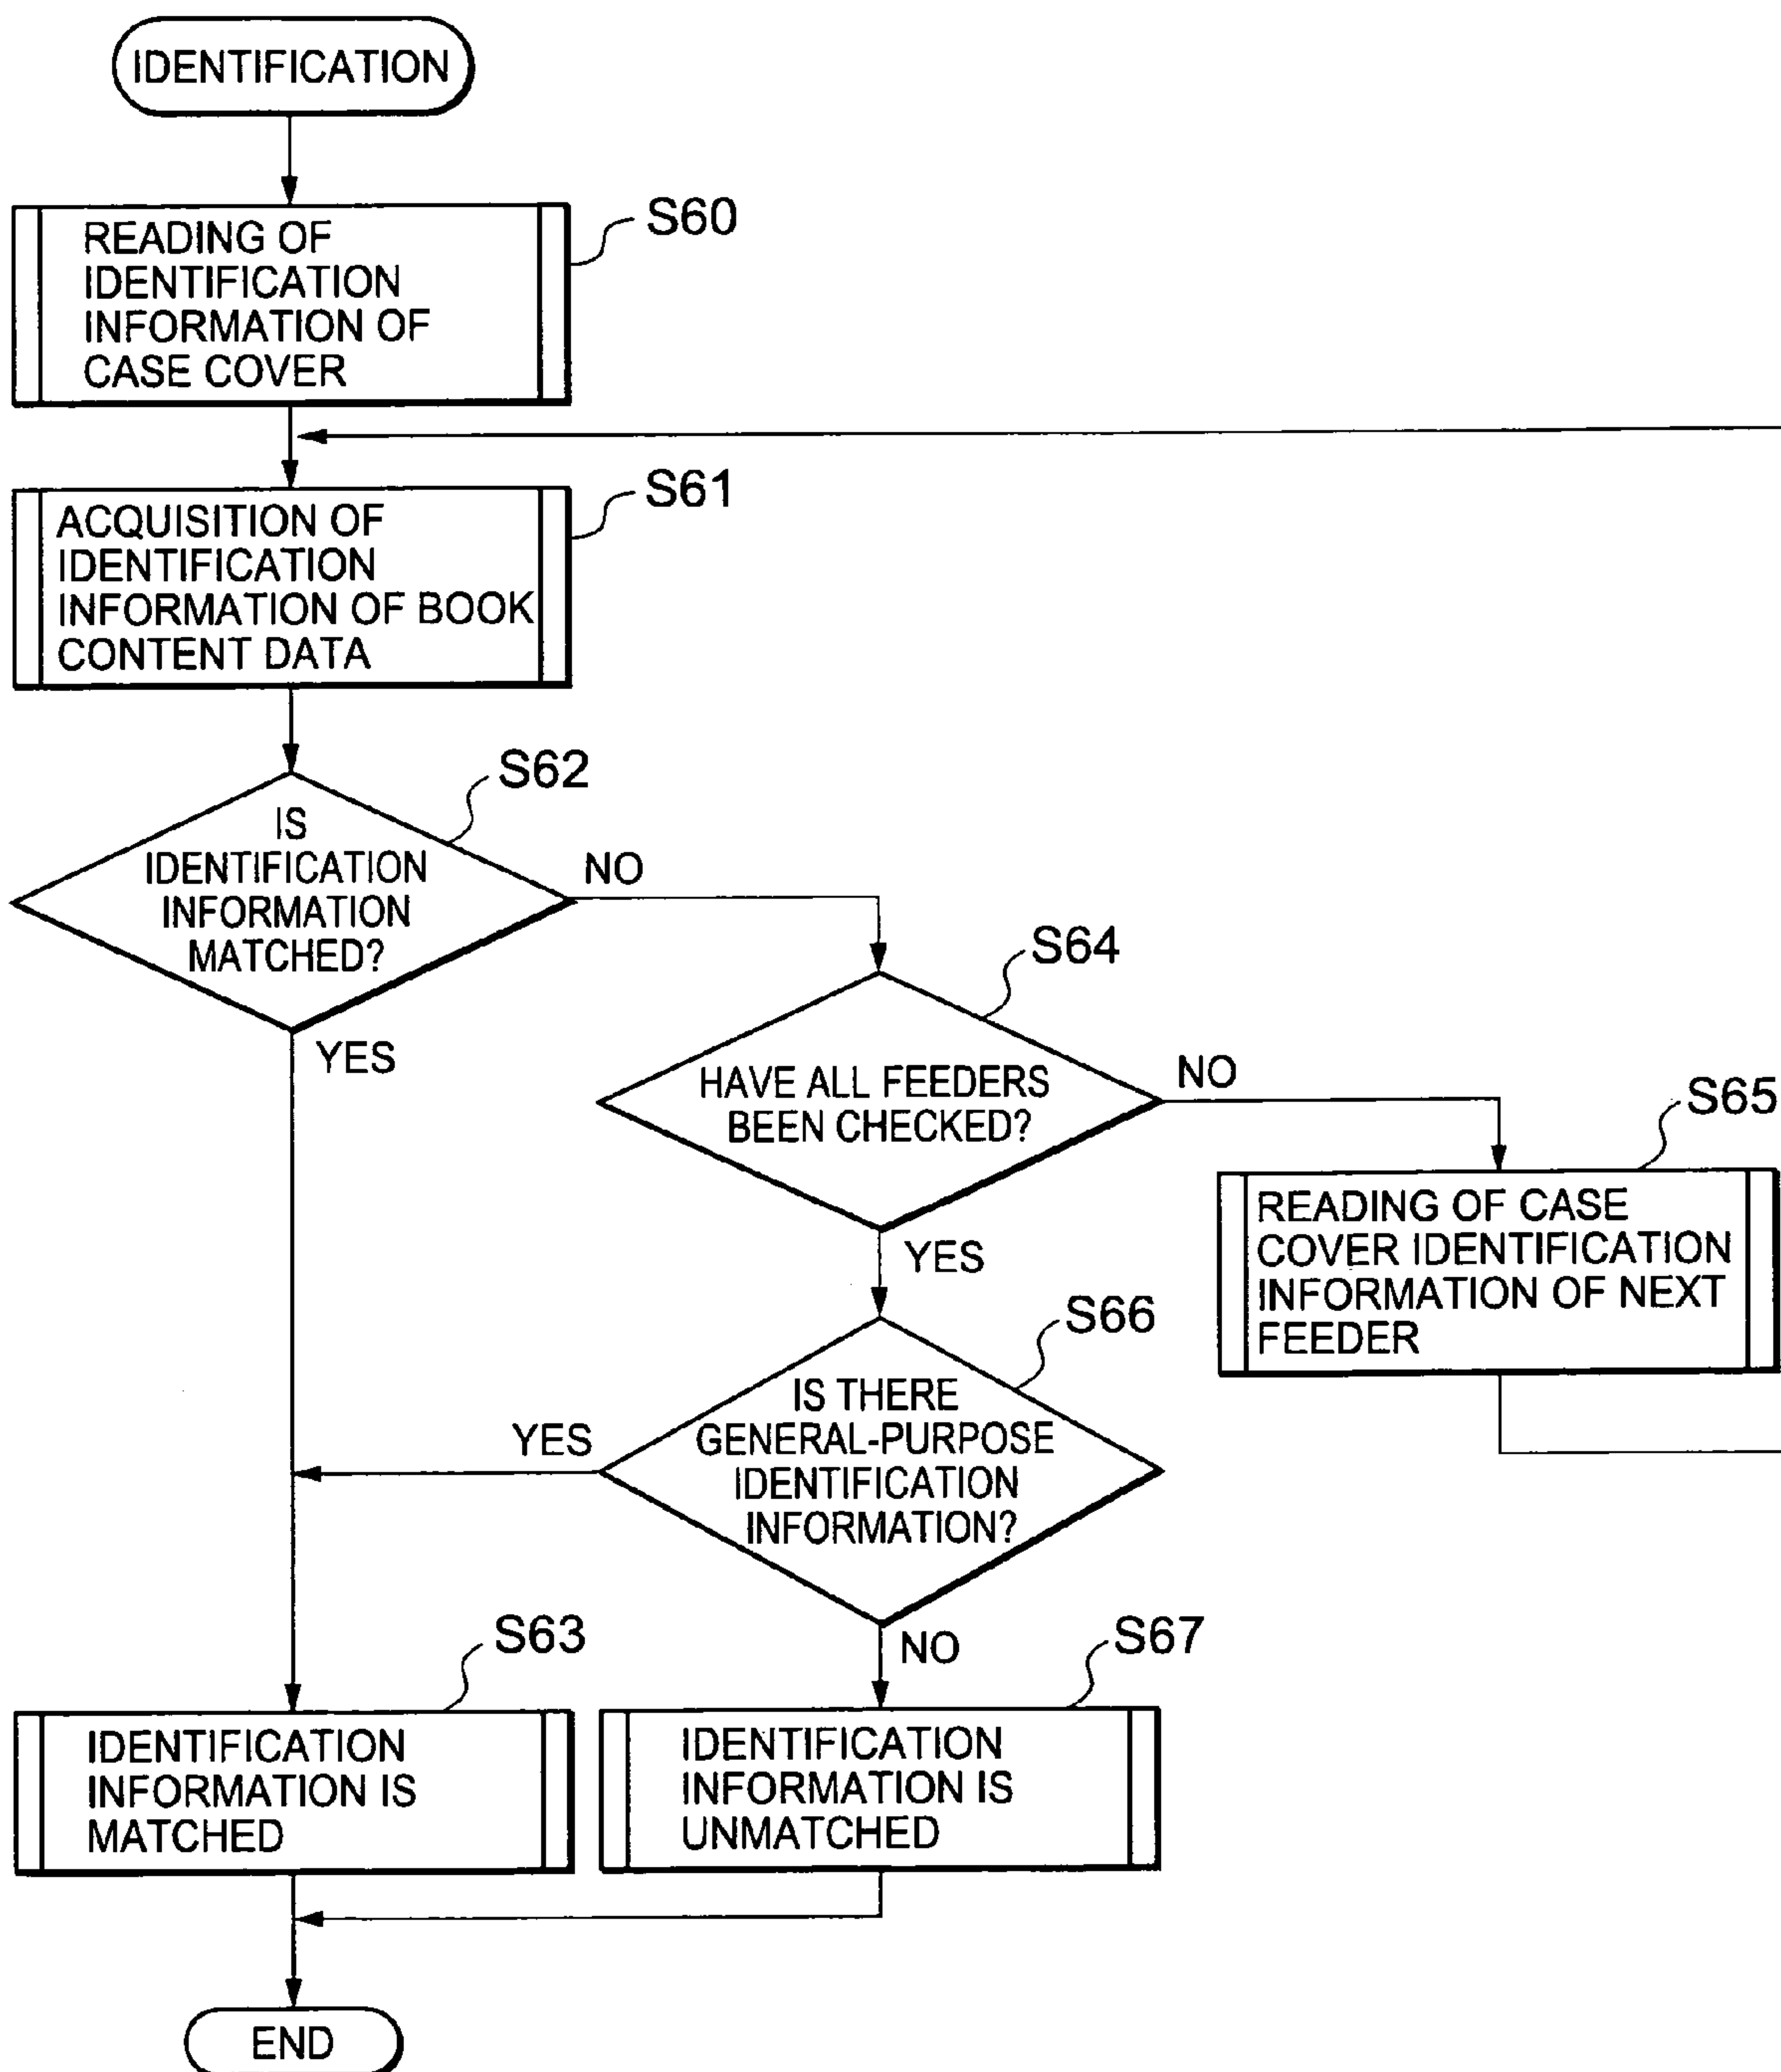 IDENTIFICATION
S60
READING OF
IDENTIFICATION
INFORMATION OF
CASE COVER
S61
ACQUISITION OF
IDENTIFICATION
INFORMATION OF BOOK
CONTENT DATA
S62
IS
IDENTIFICATION
INFORMATION
MATCHED?
NO
YES
S64
HAVE ALL FEEDERS
BEEN CHECKED?
NO
YES
S65
READING OF CASE
COVER IDENTIFICATION
INFORMATION OF NEXT
FEEDER
S66
IS THERE
GENERAL-PURPOSE
IDENTIFICATION
INFORMATION?
YES
NO
S63
IDENTIFICATION
INFORMATION IS
MATCHED
S67
IDENTIFICATION
INFORMATION IS
UNMATCHED
END